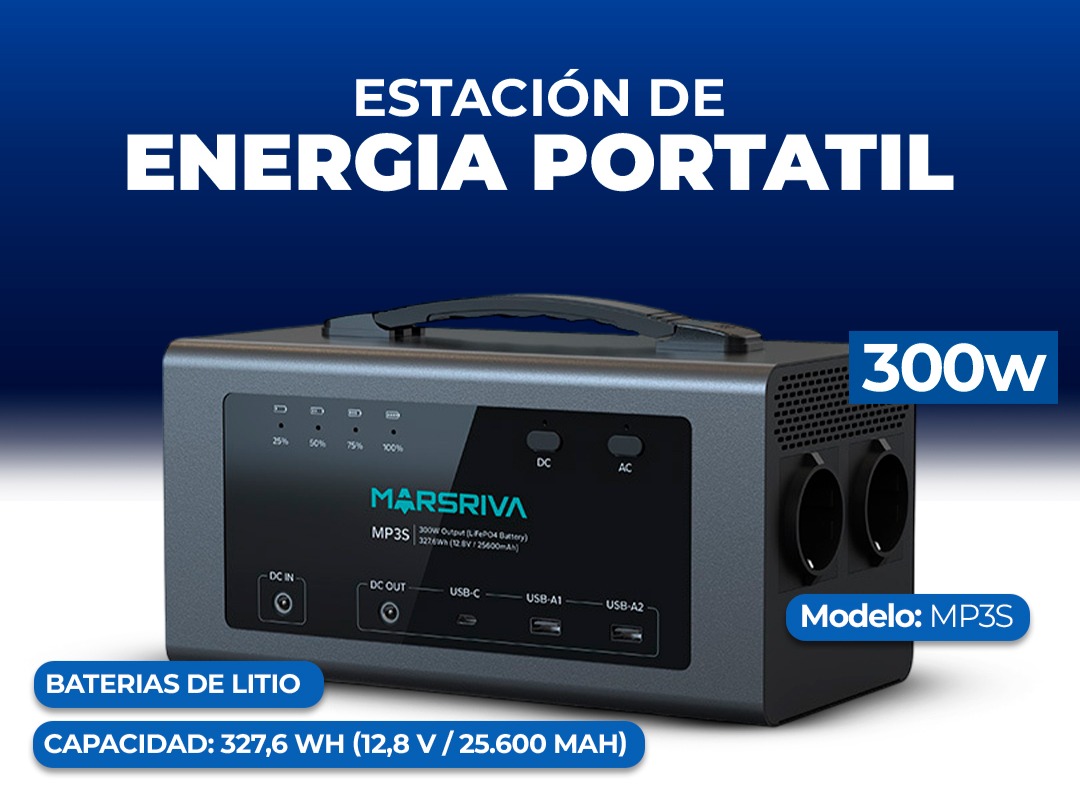 ESTACIÓN DE
ENERGIA PORTATIL
300w
25%
50%
75%
100%
DC
AC
MARSRIVA
MP3S
300W Output (LiFePO4 Battery)
327.6Wh (12.8V / 25600mAh)
DC IN
DC OUT
USB-C
USB-A1
USB-A2
Modelo: MP3S
BATERIAS DE LITIO
CAPACIDAD: 327,6 WH (12,8 V / 25.600 MAH)